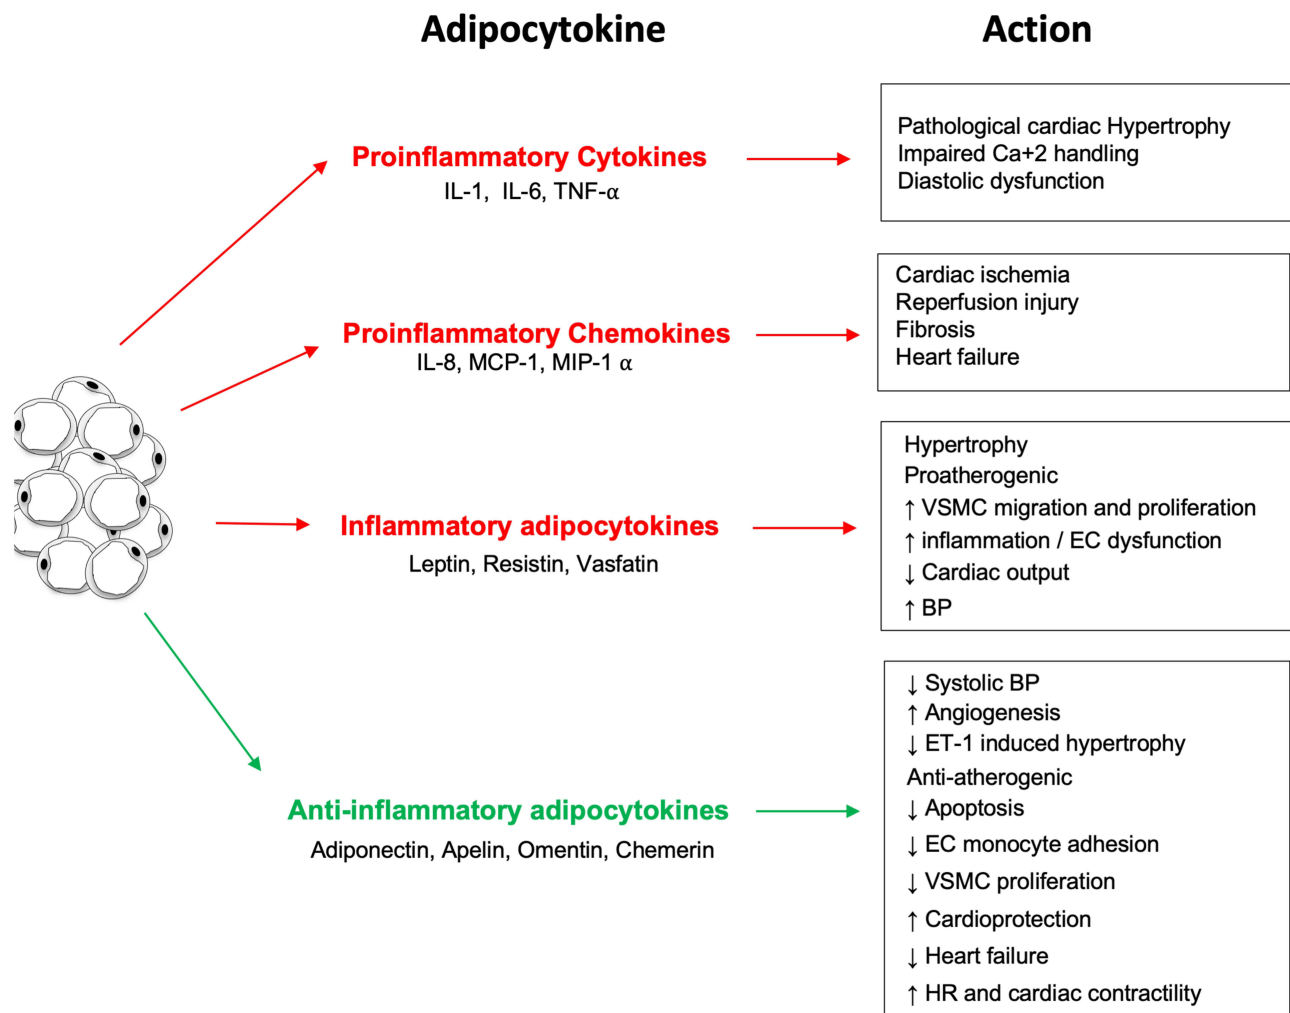 Adipocytokine
Action
Proinflammatory Cytokines
IL-1, IL-6, TNF-α
Pathological cardiac Hypertrophy
Impaired Ca+2 handling
Diastolic dysfunction
Proinflammatory Chemokines
IL-8, MCP-1, MIP-1 α
Cardiac ischemia
Reperfusion injury
Fibrosis
Heart failure
Inflammatory adipocytokines
Leptin, Resistin, Vasfatin
Hypertrophy
Proatherogenic
↑ VSMC migration and proliferation
↑ inflammation / EC dysfunction
↓ Cardiac output
↑ BP
Anti-inflammatory adipocytokines
Adiponectin, Apelin, Omentin, Chemerin
↓ Systolic BP
↑ Angiogenesis
↓ ET-1 induced hypertrophy
Anti-atherogenic
↓ Apoptosis
↓ EC monocyte adhesion
↓ VSMC proliferation
↑ Cardioprotection
↓ Heart failure
↑ HR and cardiac contractility